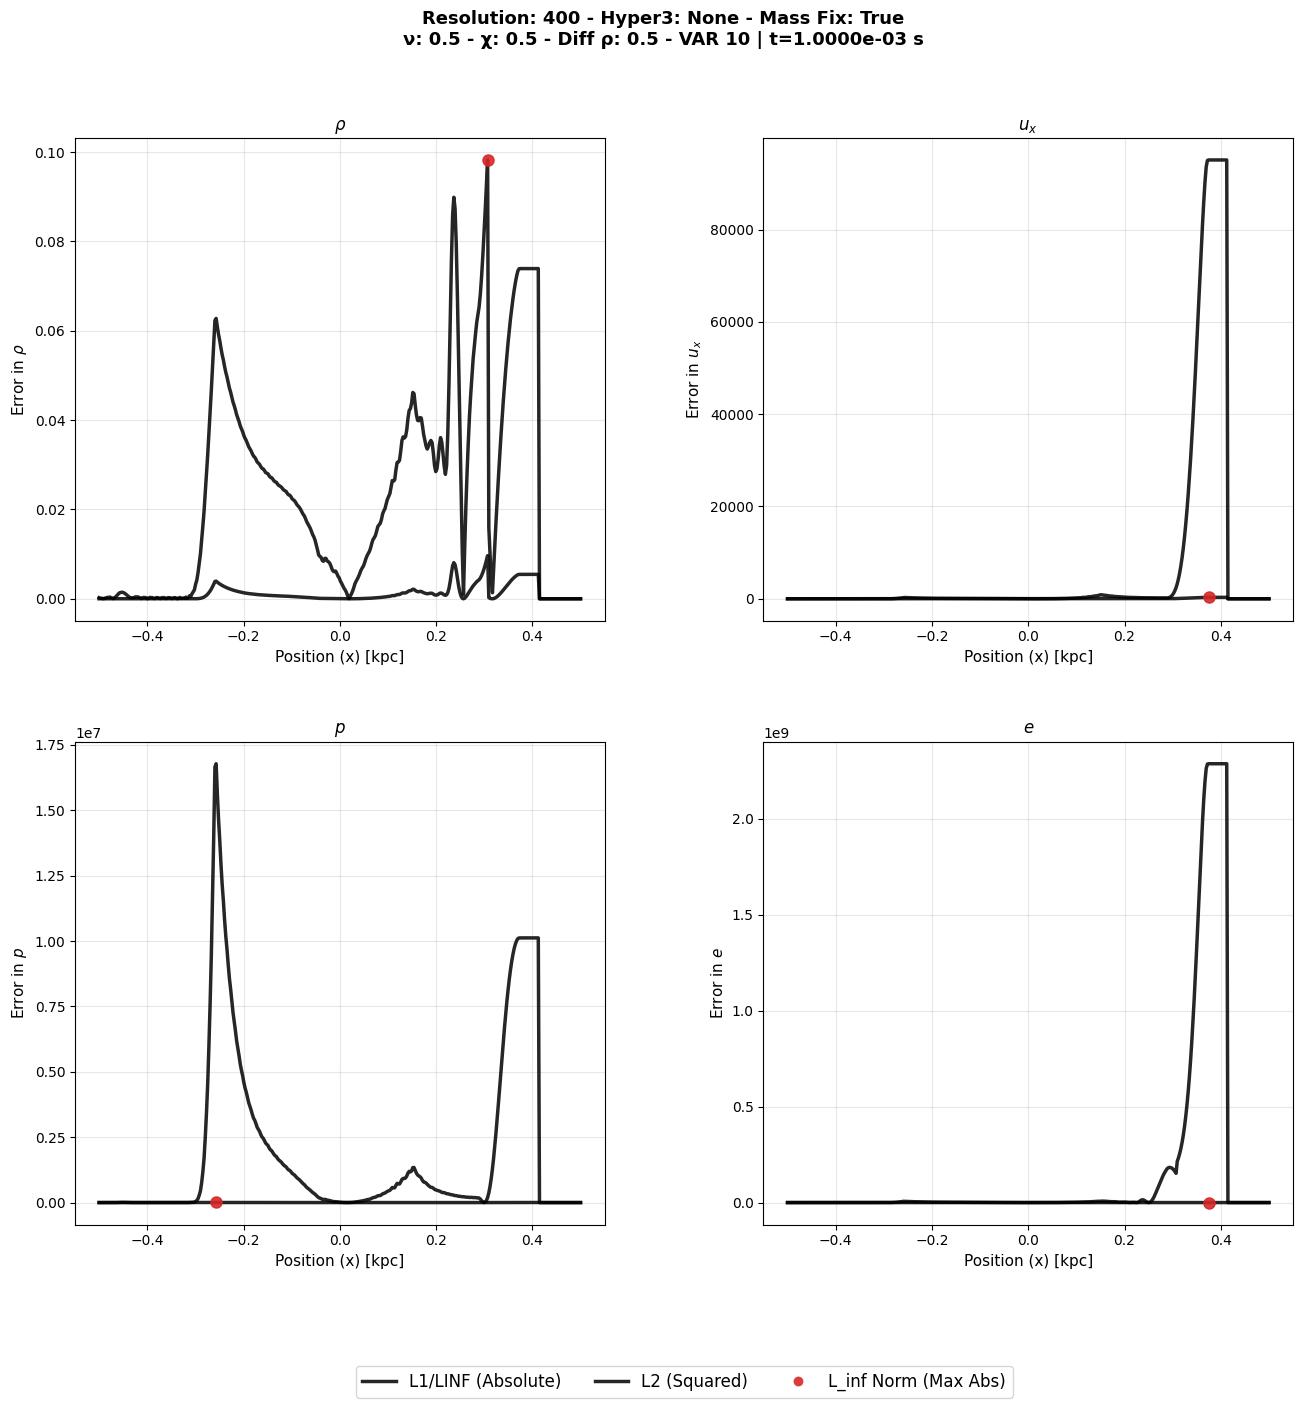 Resolution: 400 - Hyper3: None - Mass Fix: True
ν: 0.5 - χ: 0.5 - Diff ρ: 0.5 - VAR 10 | t=1.0000e-03 s
ρ
0.10
0.08
0.06
0.04
0.02
0.00
Error in ρ
−0.4 −0.2 0.0 0.2 0.4
Position (x) [kpc]
u_x
80000
60000
40000
20000
0
Error in u_x
−0.4 −0.2 0.0 0.2 0.4
Position (x) [kpc]
p
1e7
1.75
1.50
1.25
1.00
0.75
0.50
0.25
0.00
Error in p
−0.4 −0.2 0.0 0.2 0.4
Position (x) [kpc]
e
1e9
2.0
1.5
1.0
0.5
0.0
Error in e
−0.4 −0.2 0.0 0.2 0.4
Position (x) [kpc]
L1/LINF (Absolute) L2 (Squared) L_inf Norm (Max Abs)